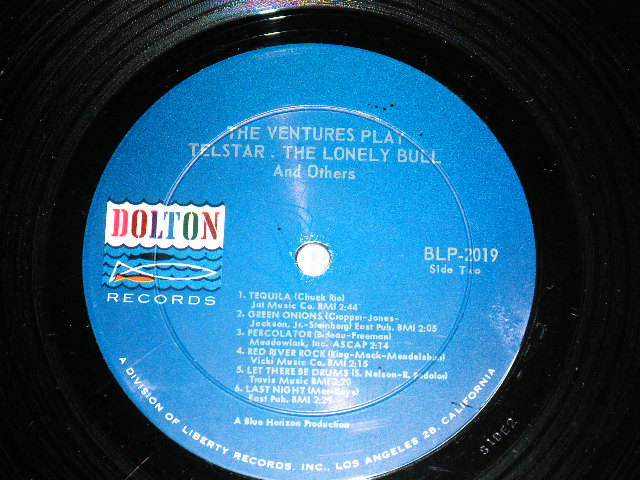 THE VENTURES PLAY
TELSTAR . THE LONELY BULL
And Others
DOLTON
RECORDS
BLP-2019
Side Two
1. TEQUILA (Chuck Rio)
Jat Music Co. BMI 2:44
2. GREEN ONIONS (Cropper-Jones-
Jackson, Jr.-Steinberg) East Pub. BMI 2:05
3. PERCOLATOR (Bideau-Freeman)
Meadowlark, Inc. ASCAP 2:14
4. RED RIVER ROCK (King-Mack-Mendelsohn)
Vicki Music Co. BMI 2:15
5. LET THERE BE DRUMS (S. Nelson-R. Podolor)
Travis Music BMI 2:20
6. LAST NIGHT (Mar-Keys)
East Pub. BMI 2:29
A Blue Horizon Production
A DIVISION OF LIBERTY RECORDS, INC., LOS ANGELES 28, CALIFORNIA
SIDE2